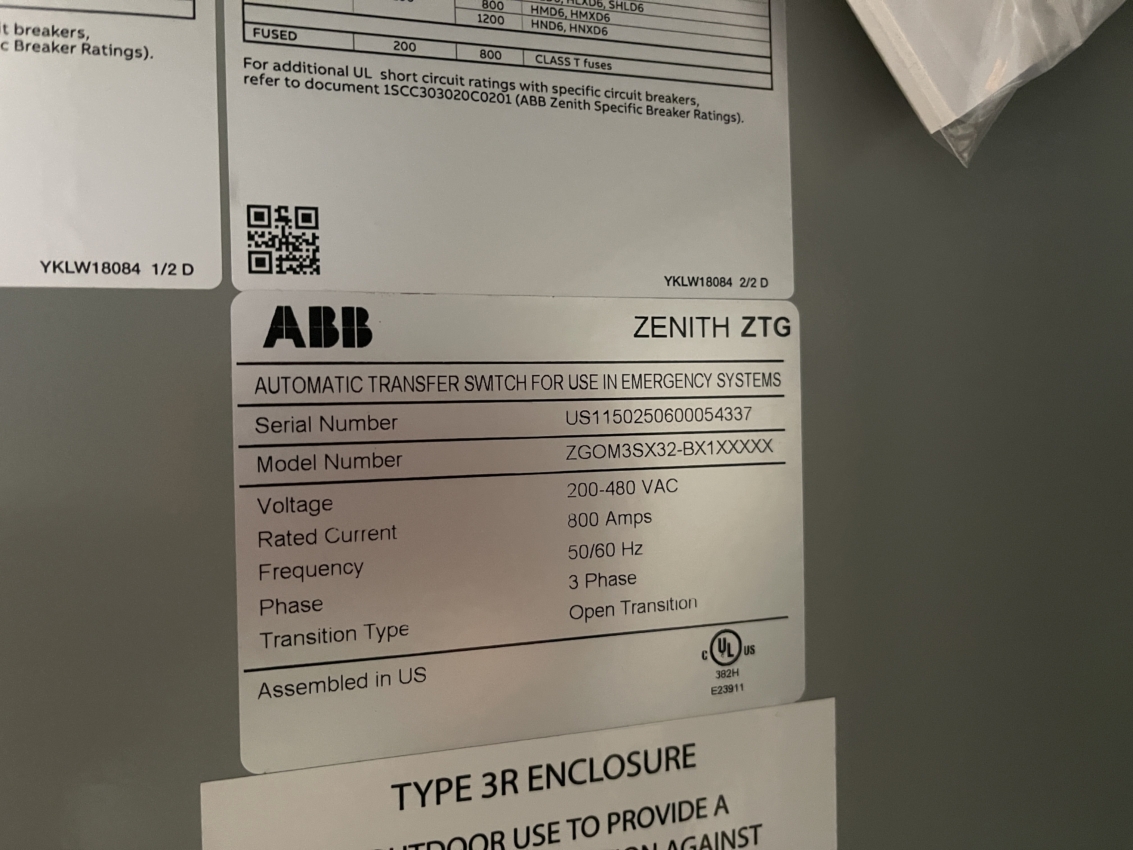 it breakers,
c Breaker Ratings).
YKLW18084 1/2 D
800 HMD6, HMXD6
SHLD6
1200 HND6, HNXD6
FUSED 200 800 CLASS T fuses
For additional UL short circuit ratings with specific circuit breakers,
refer to document 1SCC303020C0201 (ABB Zenith Specific Breaker Ratings).
YKLW18084 2/2 D
ABB ZENITH ZTG
AUTOMATIC TRANSFER SWITCH FOR USE IN EMERGENCY SYSTEMS
Serial Number US1150250600054337
Model Number ZGOM3SX32-BX1XXXXX
Voltage 200-480 VAC
Rated Current 800 Amps
Frequency 50/60 Hz
Phase 3 Phase
Transition Type Open Transition
Assembled in US
C UL US
382H
E23911
TYPE 3R ENCLOSURE
OUTDOOR USE TO PROVIDE A
AGAINST